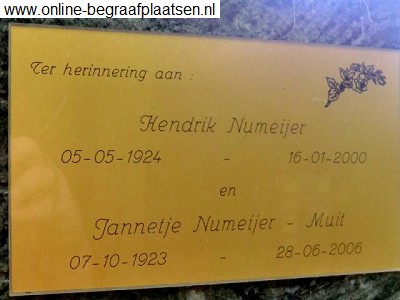 www.online-begraafplaatsen.nl
Ter herinnering aan :
Hendrik Numeijer
05-05-1924 - 16-01-2000
en
Jannetje Numeijer - Muit
07-10-1923 - 28-06-2006